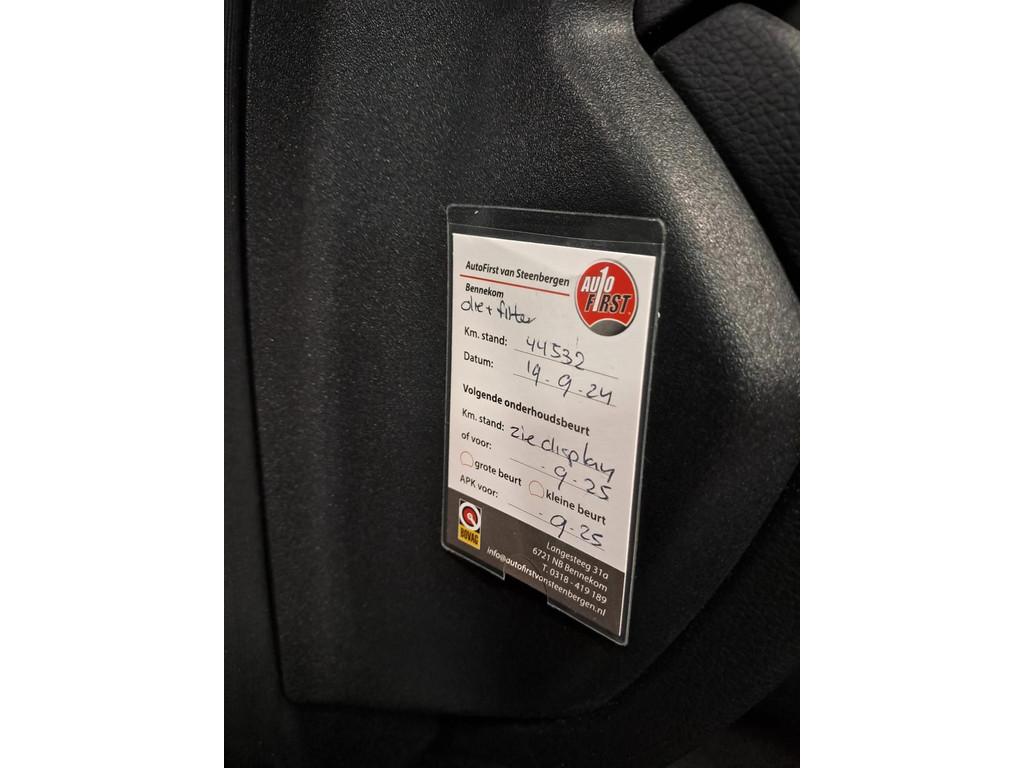 AutoFirst van Steenbergen
AUTO
FIRST
Bennekom
olie + filter
Km. stand: 44532
Datum: 19-9-24
Volgende onderhoudsbeurt
Km. stand: zie display
of voor: . 9-25
grote beurt kleine beurt
APK voor: . 9-25
BOVAG
Langesteeg 31a
6721 NB Bennekom
T. 0318 - 419 189
info@autofirstvansteenbergen.nl